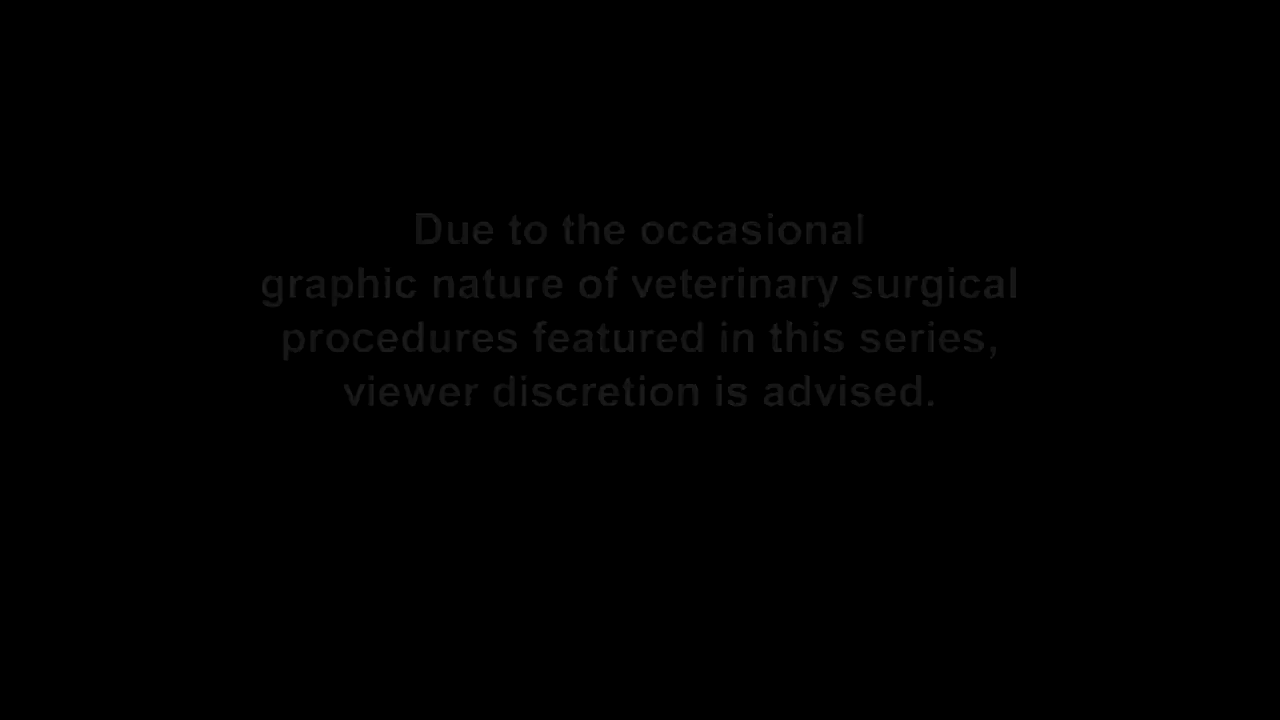 Due to the occasional
graphic nature of veterinary surgical
procedures featured in this series,
viewer discretion is advised.